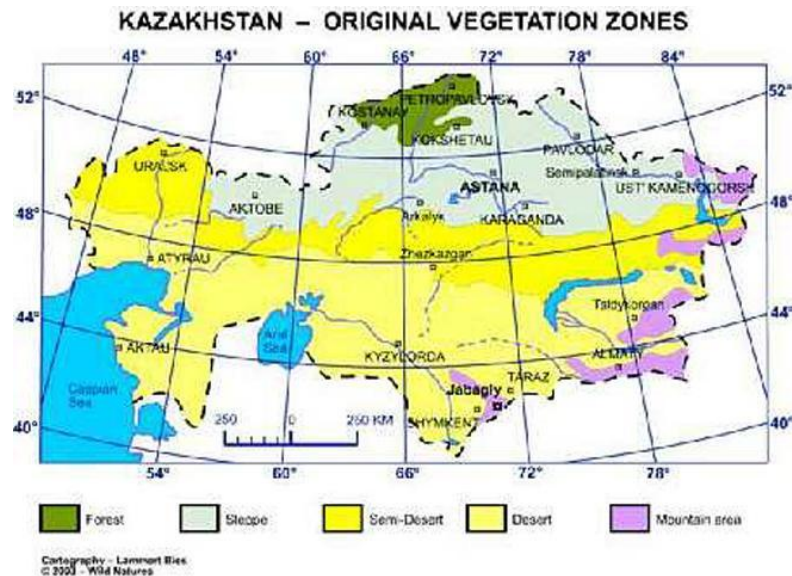 KAZAKHSTAN – ORIGINAL VEGETATION ZONES
48° 54° 60° 66° 72° 78° 84°
52° 52°
PETROPAVLOVSK
KOSTANAY
KOKSHETAU
PAVLODAR
URALSK
Semipalatinsk
ASTANA
UST' KAMENOGORSK
AKTOBE
48° 48°
Arkalyk
KARAGANDA
ATYRAU
Zhezkazgan
Taldykorgan
44° 44°
Aral
Sea
AKTAU
KYZYLORDA
ALMATY
TARAZ
Jabagly
Caspian
Sea
SHYMKENT
250 0 250 KM
40° 40°
54° 60° 66° 72° 78°
Forest Steppe Semi-Desert Desert Mountain area
Cartography – Lammert Bies
© 2003 – Wild Natures